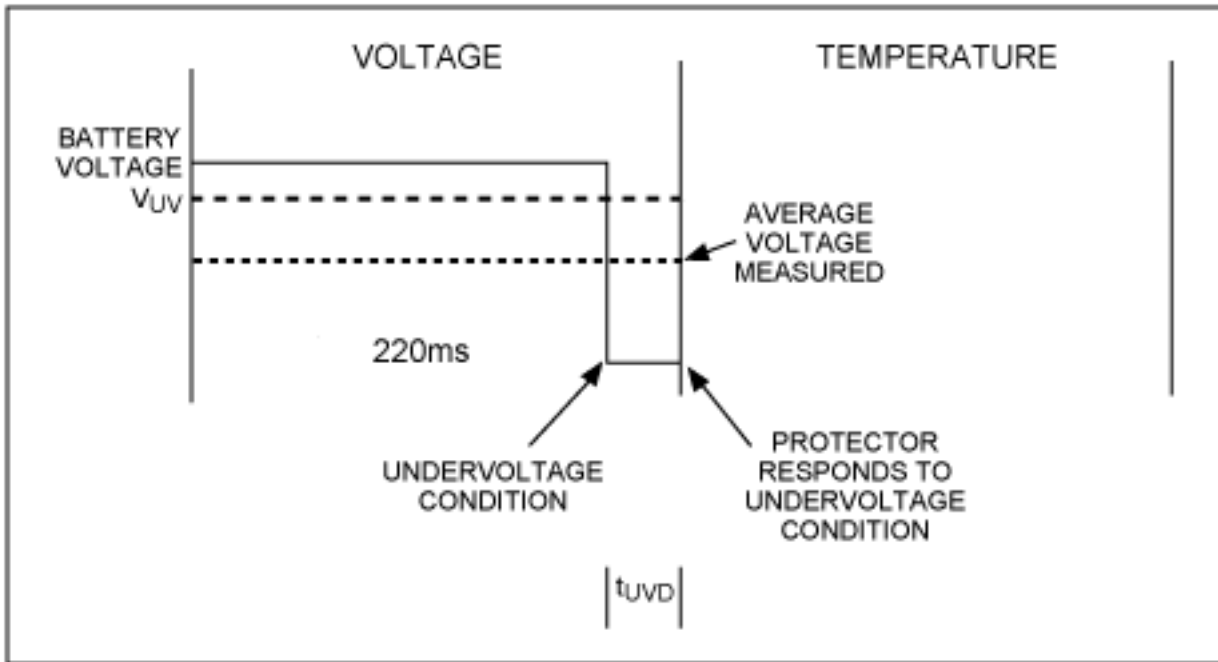 VOLTAGE
TEMPERATURE
BATTERY
VOLTAGE
VUV
AVERAGE
VOLTAGE
MEASURED
220ms
UNDERVOLTAGE
CONDITION
PROTECTOR
RESPONDS TO
UNDERVOLTAGE
CONDITION
tUVD